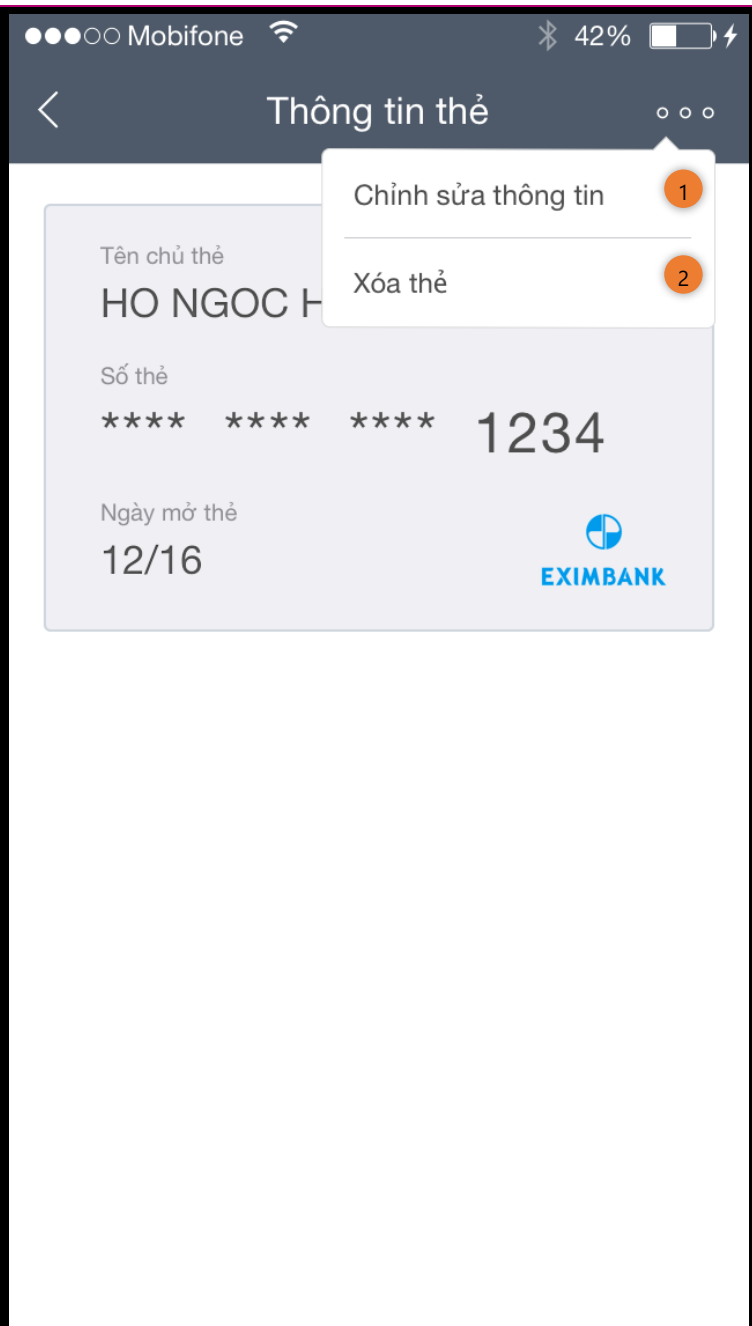 ●●●○○ Mobifone 42%
Thông tin thẻ
Chỉnh sửa thông tin 1
Xóa thẻ 2
Tên chủ thẻ
HO NGOC
Số thẻ
**** **** **** 1234
Ngày mở thẻ
12/16
EXIMBANK